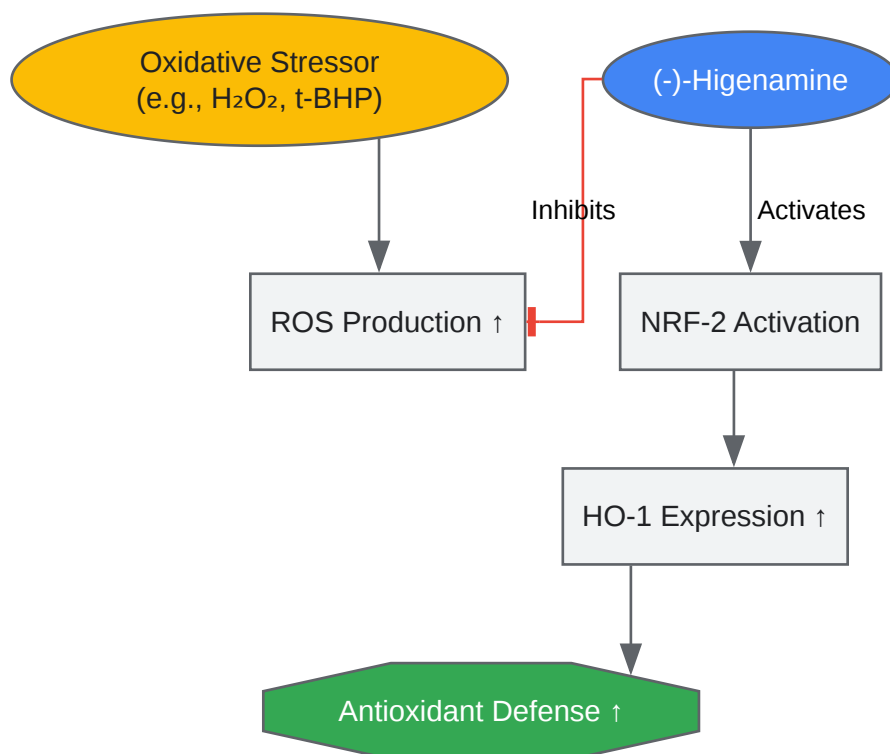 Oxidative Stressor
(e.g., H₂O₂, t-BHP)
(-)-Higenamine
Inhibits
Activates
ROS Production ↑
NRF-2 Activation
HO-1 Expression ↑
Antioxidant Defense ↑